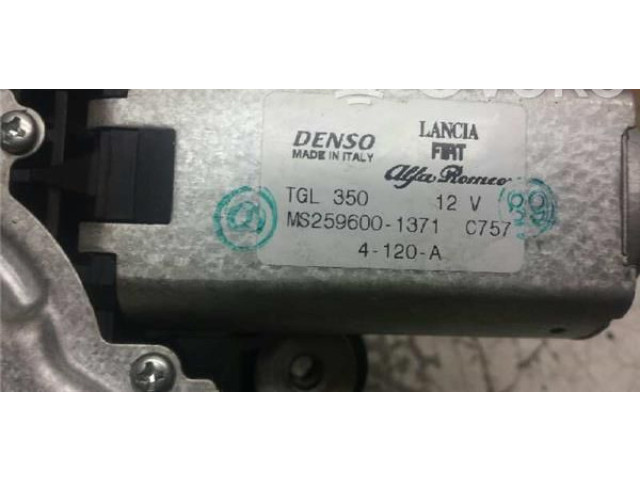 DENSO LANCIA
MADE IN ITALY FIAT
Alfa Romeo
TGL 350 12 V
MS259600-1371 C757
4-120-A